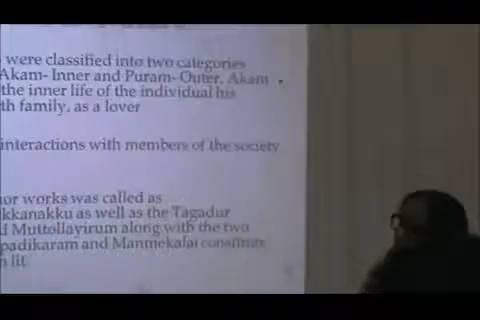 were classified into two categories
Akam- Inner and Puram- Outer. Akam
the inner life of the individual his
th family, as a lover
interactions with members of the society
or works was called as
kkanakku as well as the Tagadur
d Muttollayirum along with the two
padikaram and Manmekalai constitute
lit